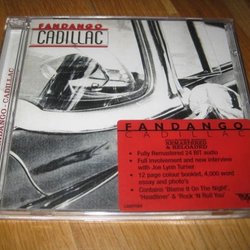 FANDANGO
CADILLAC
FANDANGO - CADILLAC
FANDANGO
CADILLAC
REMASTERED
& RELOADED
• Fully Remastered 24 BIT audio
• Full involvement and new interview
with Joe Lynn Turner
• 12 page colour booklet, 4,000 word
essay and photo's
• Contains 'Blame It On The Night',
'Headliner' & 'Rock 'N Roll You'